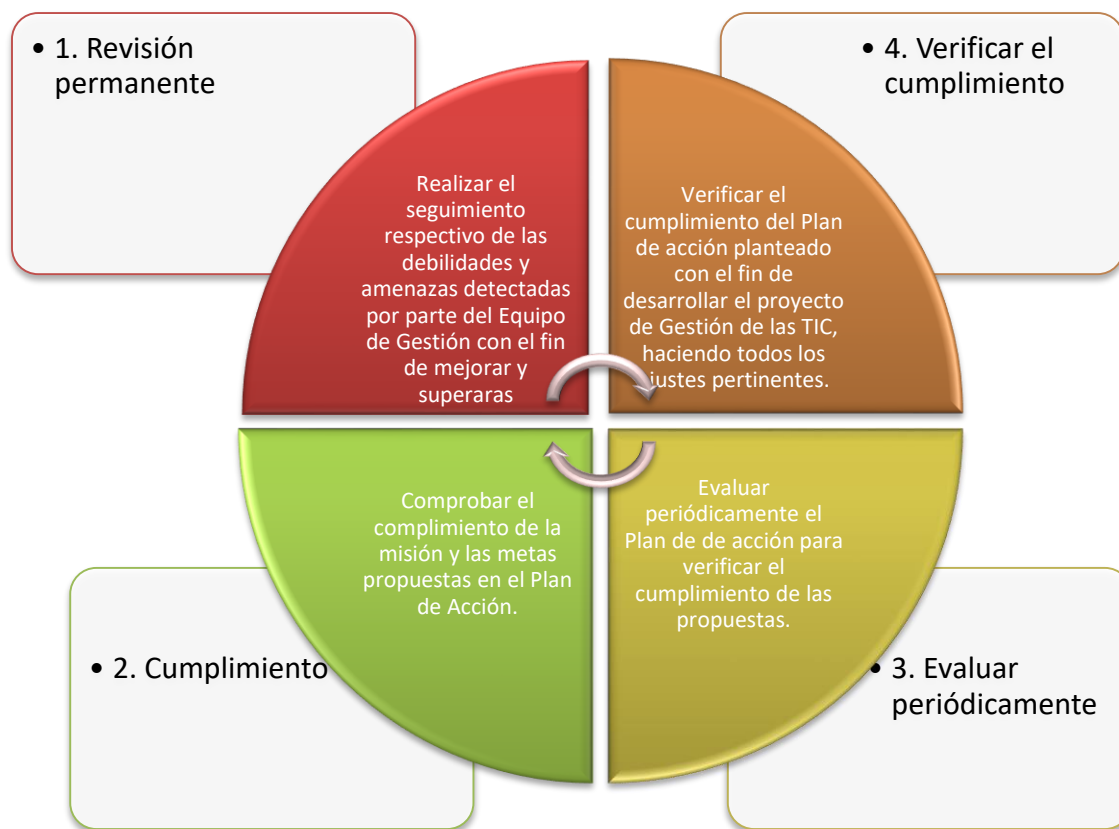 • 1. Revisión
permanente
• 4. Verificar el
cumplimiento
Realizar el
seguimiento
respectivo de las
debilidades y
amenazas detectadas
por parte del Equipo
de Gestión con el fin
de mejorar y
superaras
Verificar el
cumplimiento del Plan
de acción planteado
con el fin de
desarrollar el proyecto
de Gestión de las TIC,
haciendo todos los
justes pertinentes.
Comprobar el
complimiento de la
misión y las metas
propuestas en el Plan
de Acción.
Evaluar
periódicamente el
Plan de de acción para
verificar el
cumplimiento de las
propuestas.
• 2. Cumplimiento
• 3. Evaluar
periódicamente